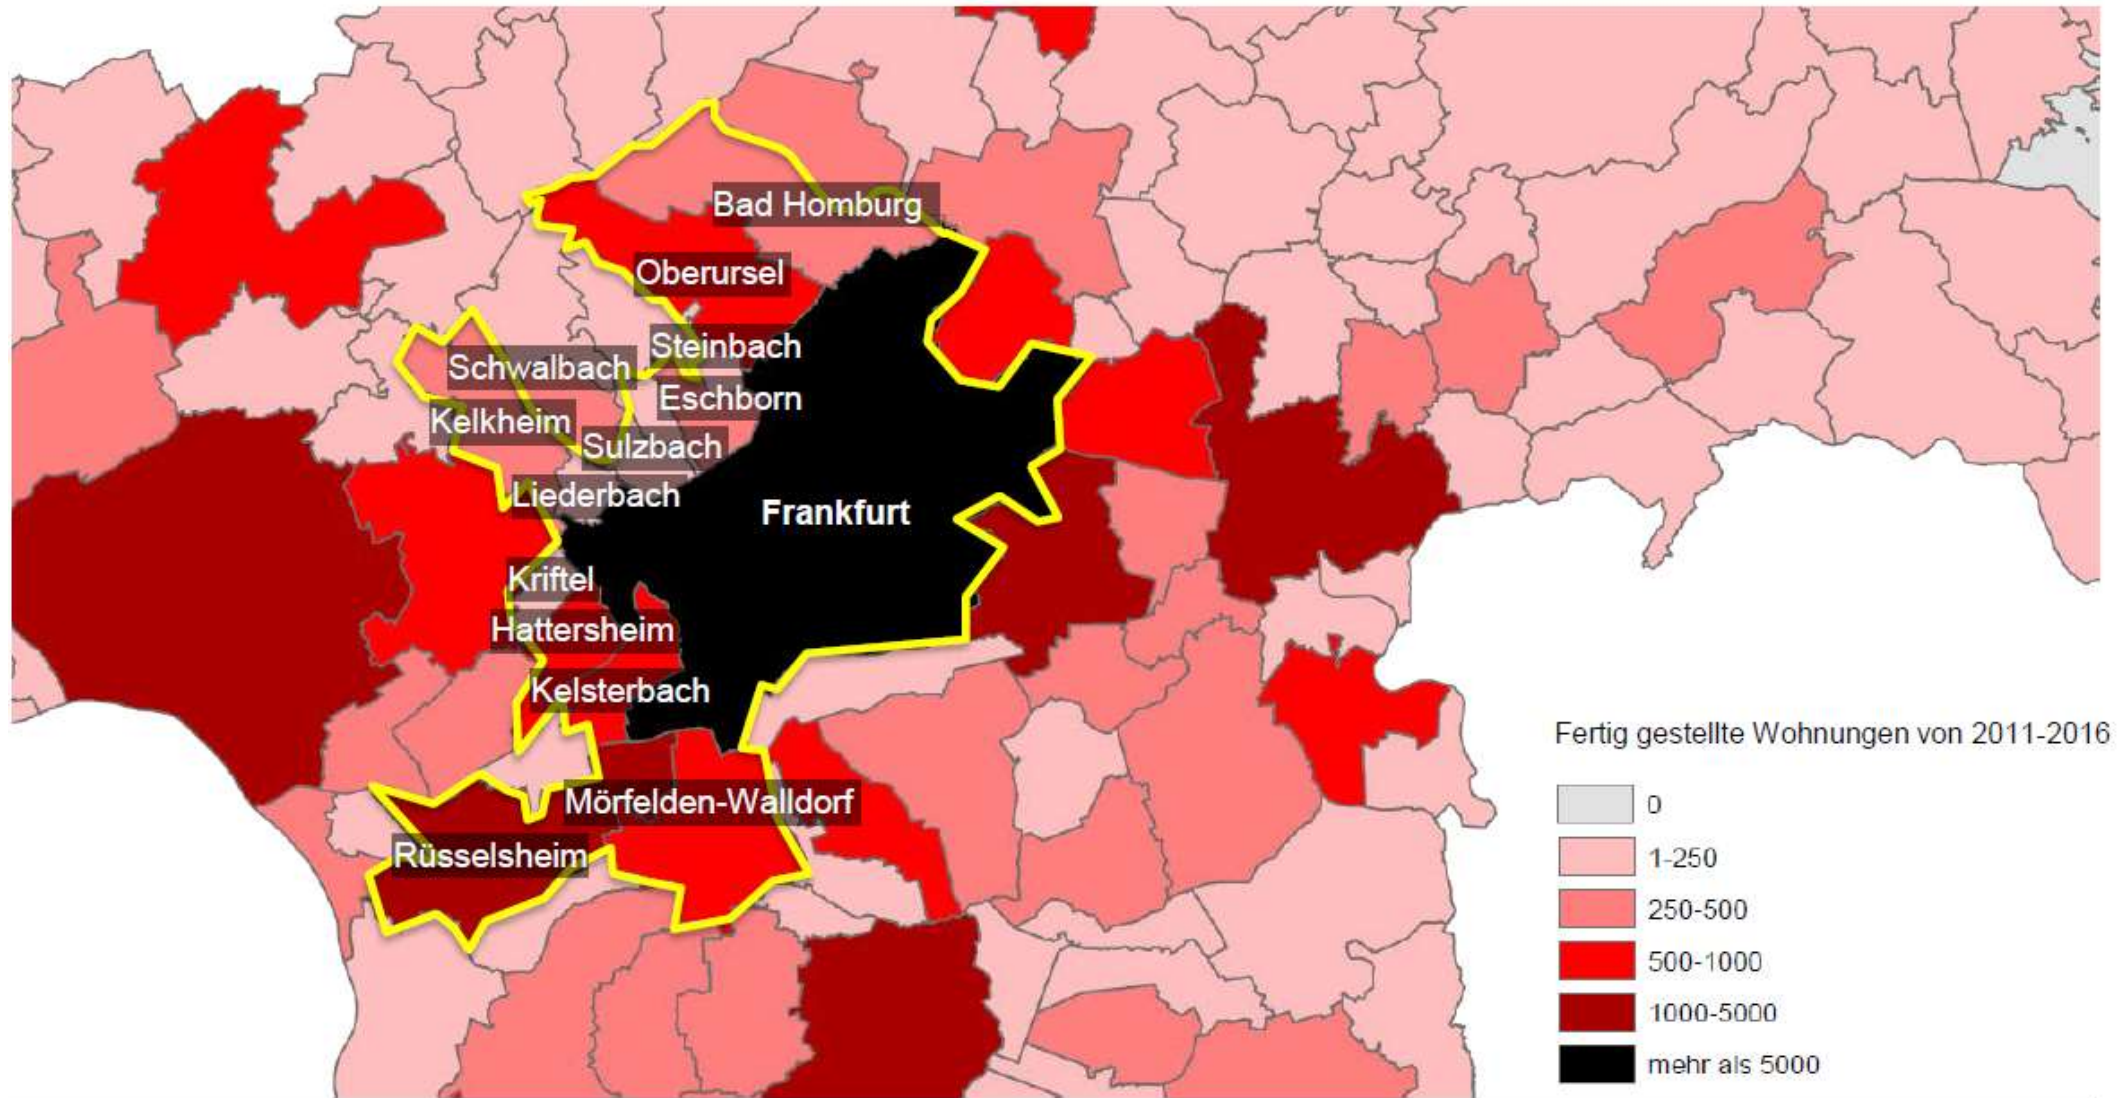 Bad Homburg
Oberursel
Steinbach
Schwalbach
Eschborn
Kelkheim
Sulzbach
Liederbach
Frankfurt
Kriftel
Hattersheim
Kelsterbach
Mörfelden-Walldorf
Rüsselsheim
Fertig gestellte Wohnungen von 2011-2016
0
1-250
250-500
500-1000
1000-5000
mehr als 5000